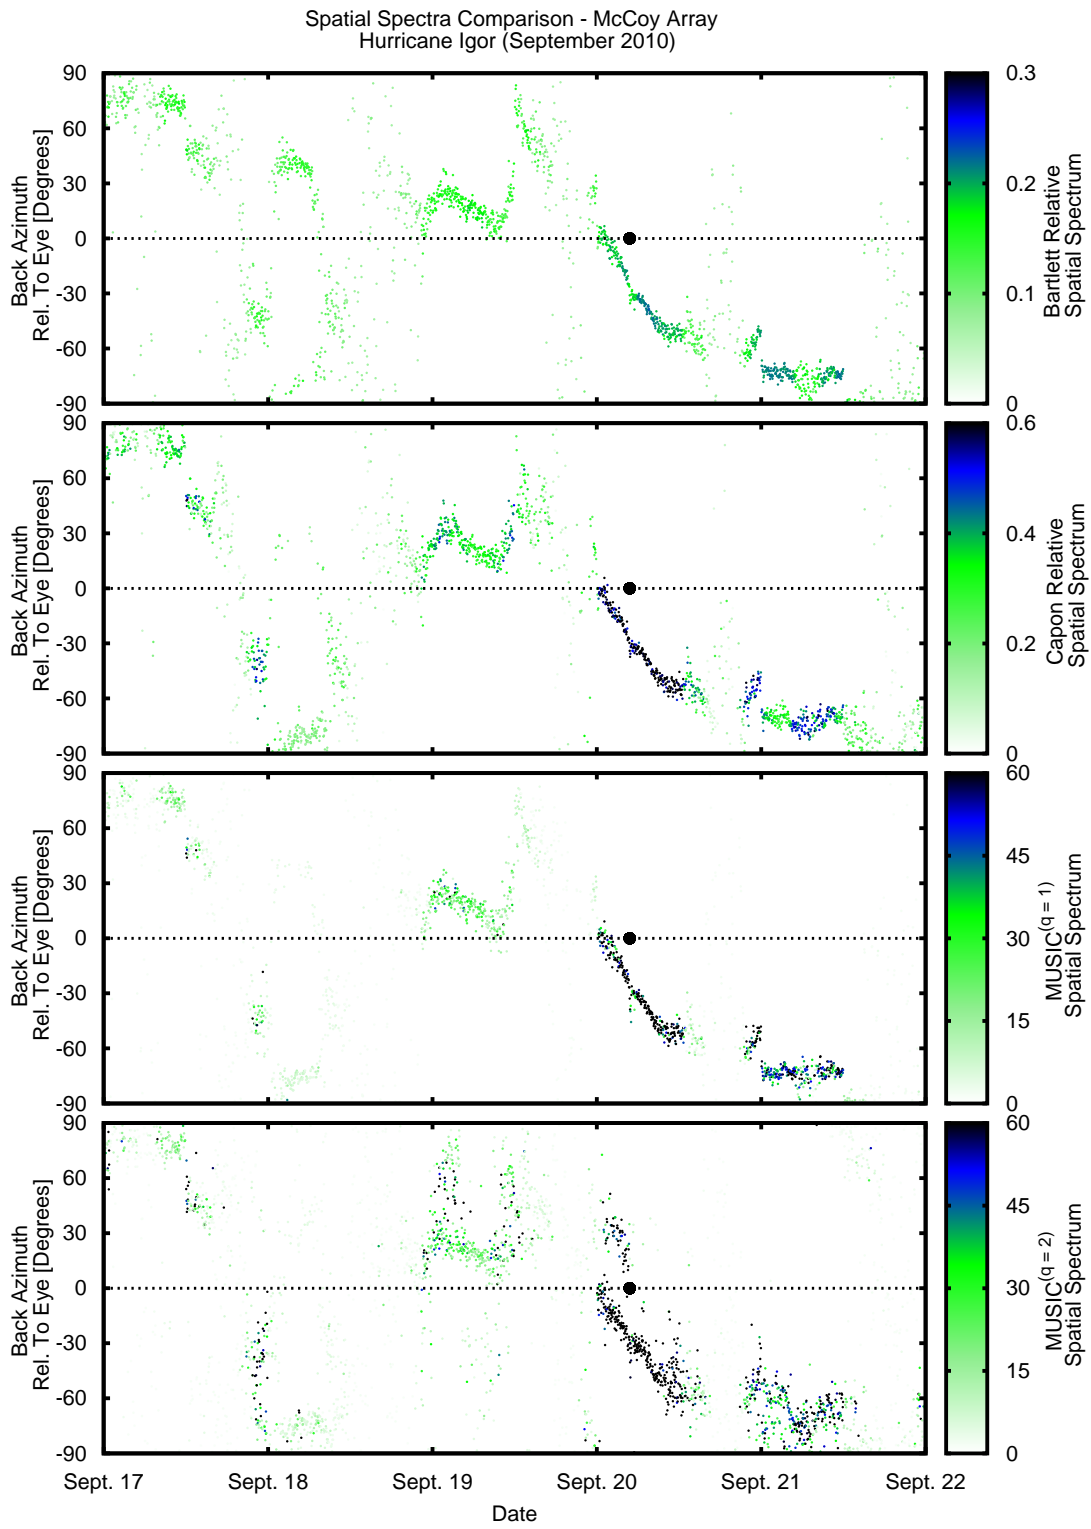 Spatial Spectra Comparison - McCoy Array
Hurricane Igor (September 2010)
90
60
30
0
-30
-60
-90
Back Azimuth
Rel. To Eye [Degrees]
0.3
0.2
0.1
0
Bartlett Relative
Spatial Spectrum
90
60
30
0
-30
-60
-90
Back Azimuth
Rel. To Eye [Degrees]
0.6
0.4
0.2
0
Capon Relative
Spatial Spectrum
90
60
30
0
-30
-60
-90
Back Azimuth
Rel. To Eye [Degrees]
60
45
30
15
0
MUSIC(q = 1)
Spatial Spectrum
90
60
30
0
-30
-60
-90
Back Azimuth
Rel. To Eye [Degrees]
60
45
30
15
0
MUSIC(q = 2)
Spatial Spectrum
Sept. 17 Sept. 18 Sept. 19 Sept. 20 Sept. 21 Sept. 22
Date